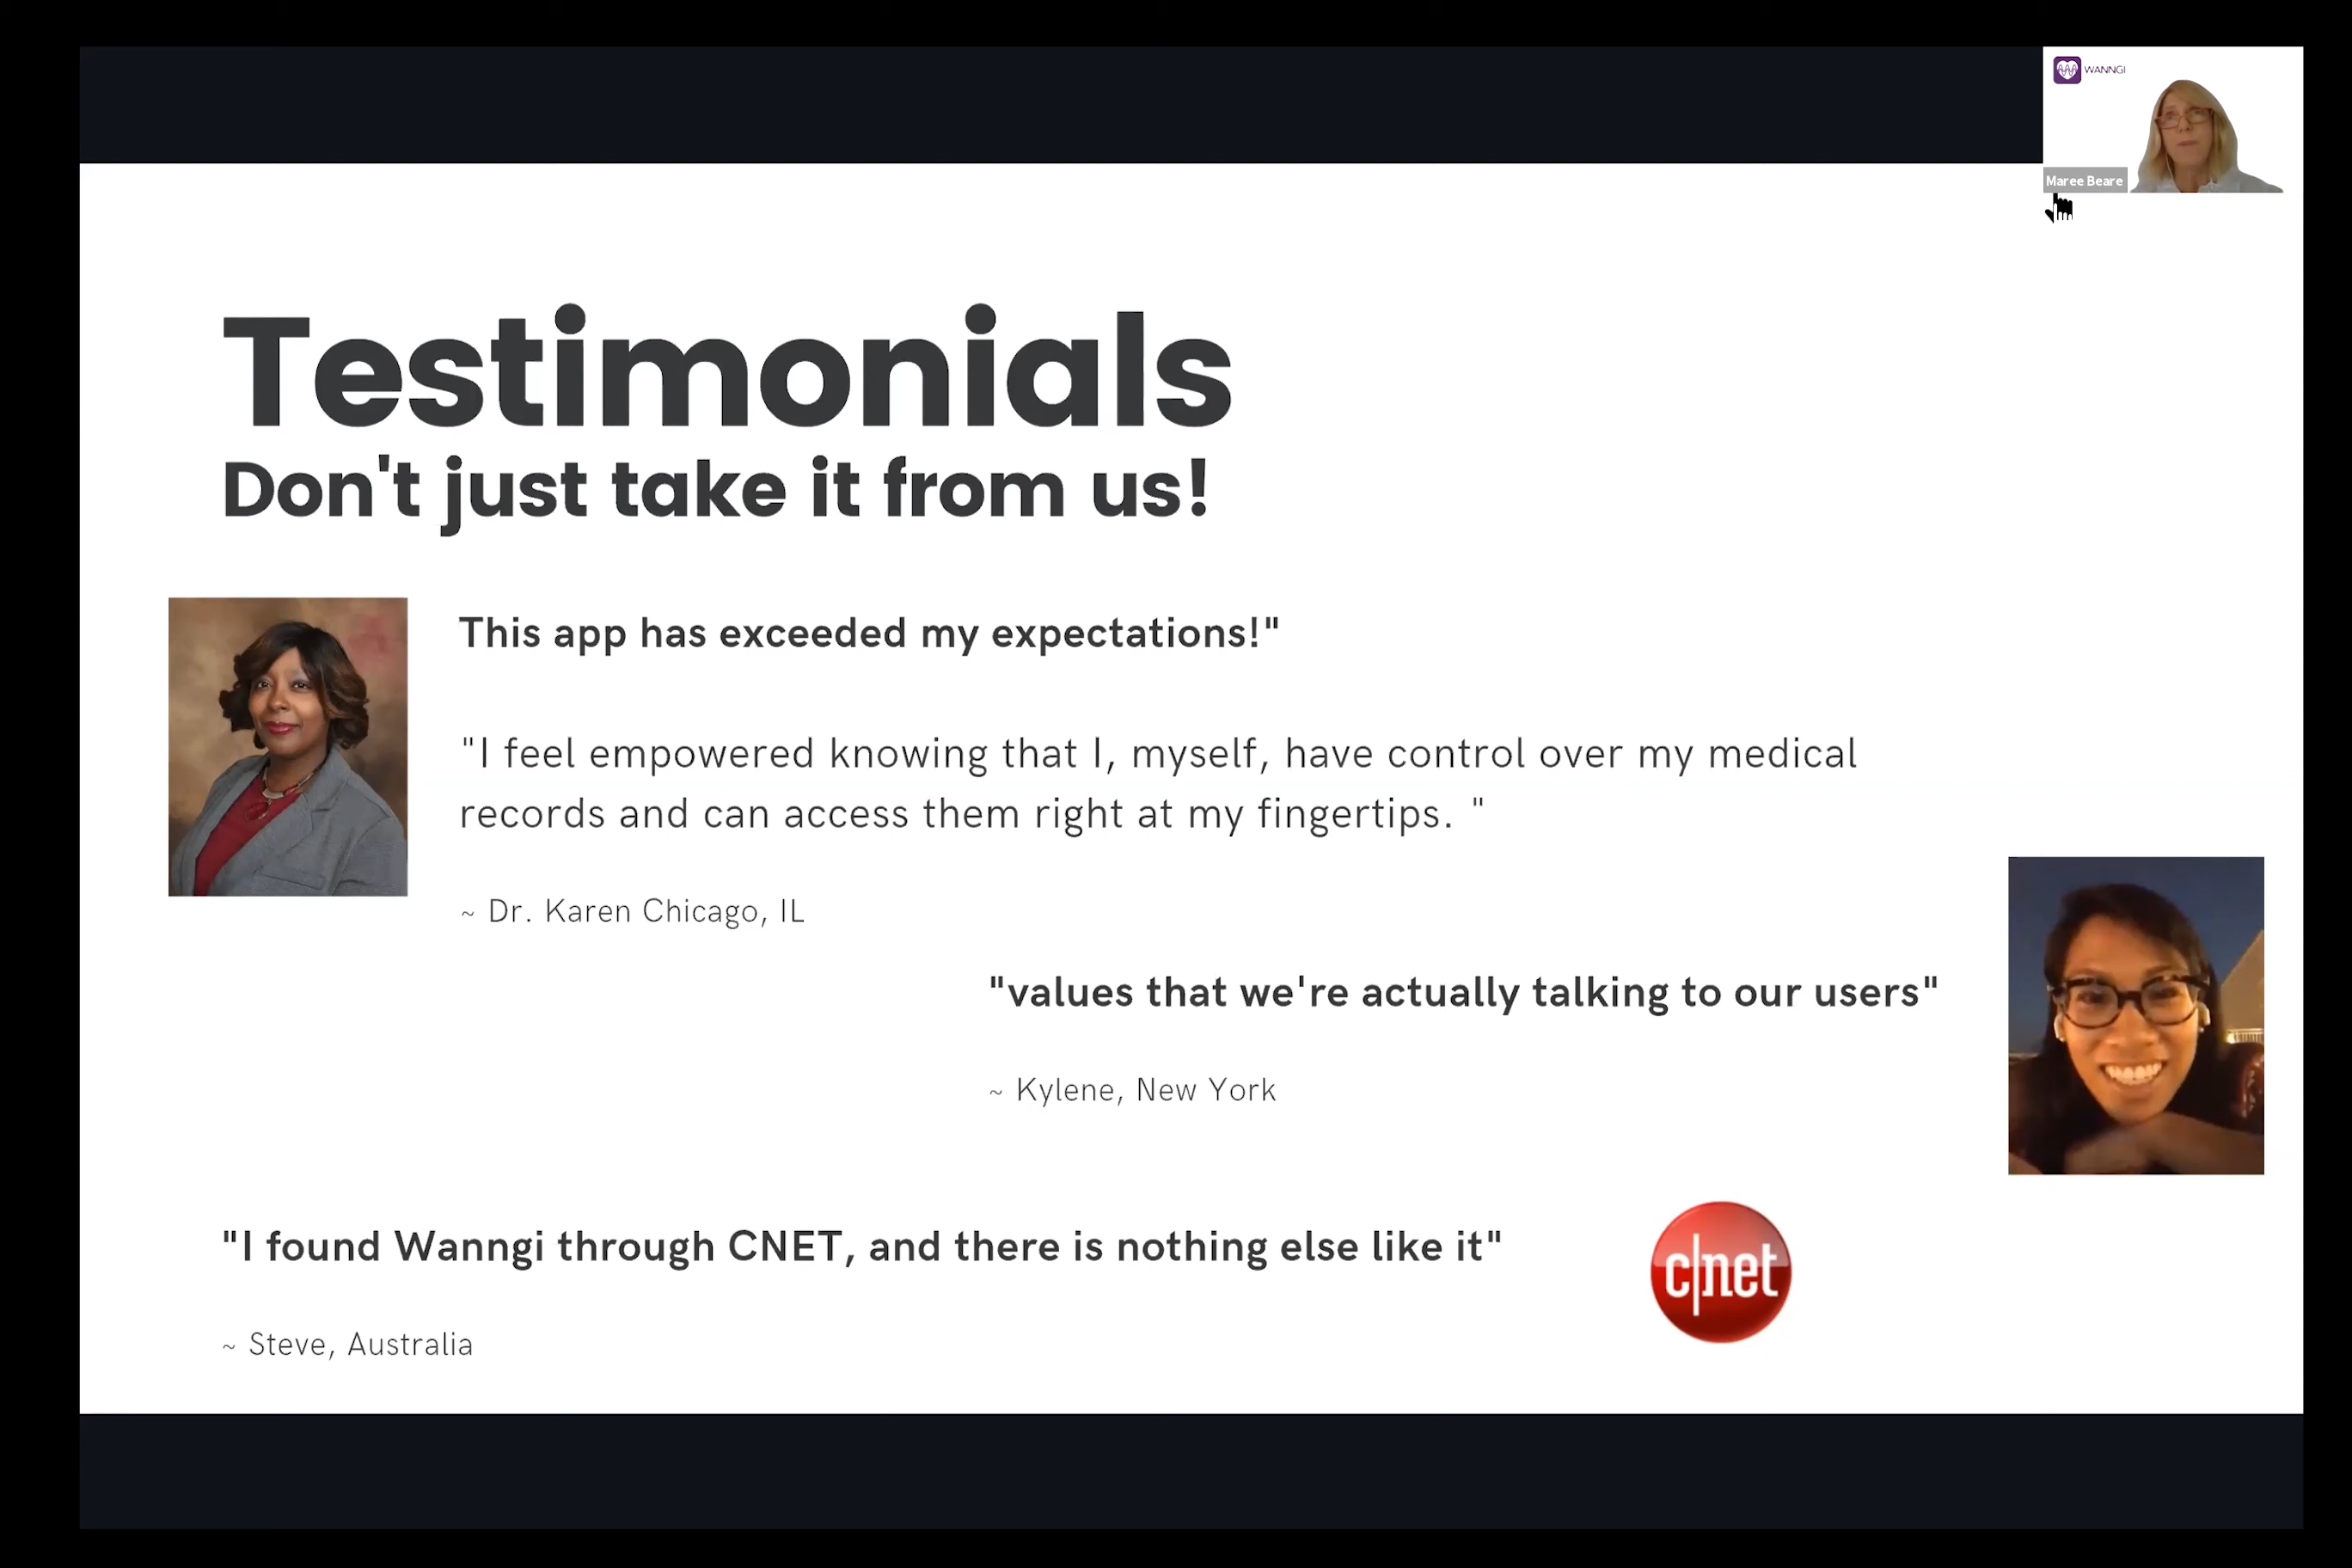 WANNGI
Maree Beare
Testimonials
Don't just take it from us!
This app has exceeded my expectations!"
"I feel empowered knowing that I, myself, have control over my medical
records and can access them right at my fingertips. "
~ Dr. Karen Chicago, IL
"values that we're actually talking to our users"
~ Kylene, New York
"I found Wanngi through CNET, and there is nothing else like it"
c|net
~ Steve, Australia